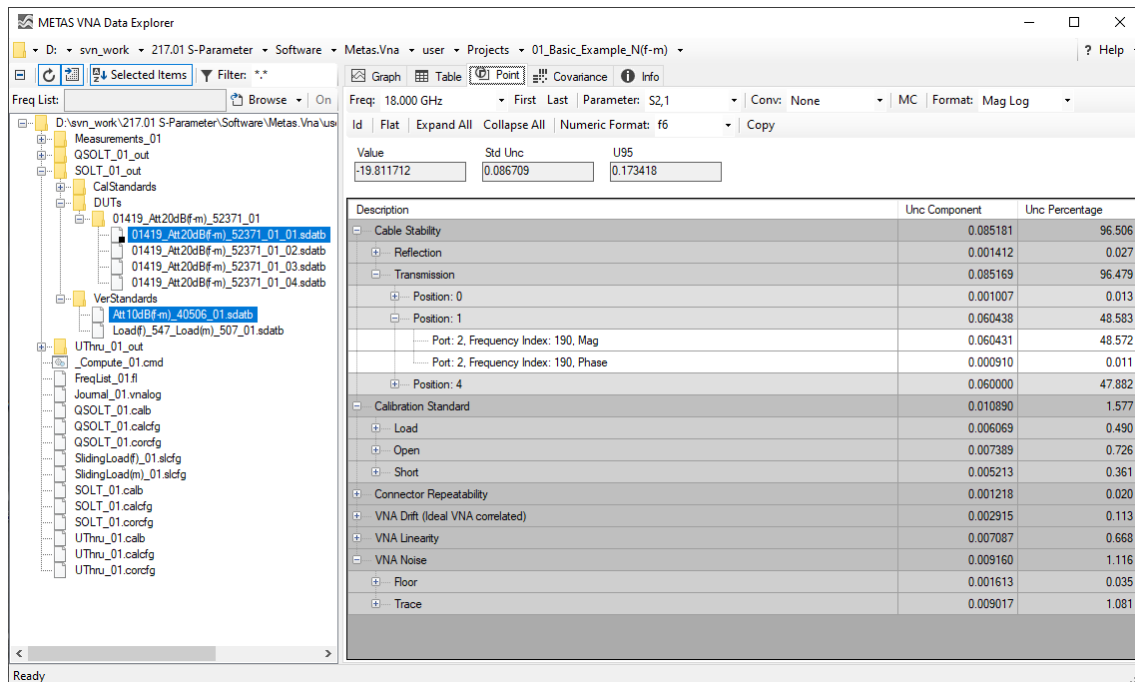 METAS VNA Data Explorer
D: svn_work 217.01 S-Parameter Software Metas.Vna user Projects 01_Basic_Example_N(f-m) ? Help
Selected Items Filter: *.* Graph Table Point Covariance Info
Freq List: Browse On Freq: 18.000 GHz First Last Parameter: S2,1 Conv: None MC Format: Mag Log
Id Flat Expand All Collapse All Numeric Format: f6 Copy
Value Std Unc U95
-19.811712 0.086709 0.173418
D:\svn_work\217.01 S-Parameter\Software\Metas.Vna\use
Measurements_01
QSOLT_01_out
SOLT_01_out
CalStandards
DUTs
01419_Att20dB(f-m)_52371_01
01419_Att20dB(f-m)_52371_01_01.sdatb
01419_Att20dB(f-m)_52371_01_02.sdatb
01419_Att20dB(f-m)_52371_01_03.sdatb
01419_Att20dB(f-m)_52371_01_04.sdatb
VerStandards
Att10dB(f-m)_40506_01.sdatb
Load(f)_547_Load(m)_507_01.sdatb
UThru_01_out
_Compute_01.cmd
FreqList_01.fl
Journal_01.vnalog
QSOLT_01.calb
QSOLT_01.calcfg
QSOLT_01.corcfg
SlidingLoad(f)_01.slcfg
SlidingLoad(m)_01.slcfg
SOLT_01.calb
SOLT_01.calcfg
SOLT_01.corcfg
UThru_01.calb
UThru_01.calcfg
UThru_01.corcfg
Description Unc Component Unc Percentage
Cable Stability 0.085181 96.506
Reflection 0.001412 0.027
Transmission 0.085169 96.479
Position: 0 0.001007 0.013
Position: 1 0.060438 48.583
Port: 2, Frequency Index: 190, Mag 0.060431 48.572
Port: 2, Frequency Index: 190, Phase 0.000910 0.011
Position: 4 0.060000 47.882
Calibration Standard 0.010890 1.577
Load 0.006069 0.490
Open 0.007389 0.726
Short 0.005213 0.361
Connector Repeatability 0.001218 0.020
VNA Drift (Ideal VNA correlated) 0.002915 0.113
VNA Linearity 0.007087 0.668
VNA Noise 0.009160 1.116
Floor 0.001613 0.035
Trace 0.009017 1.081
Ready